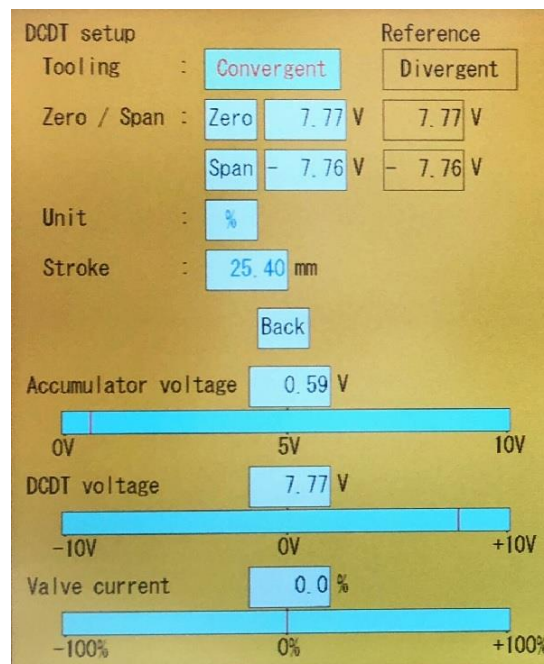 DCDT setup Reference
Tooling : Convergent Divergent
Zero / Span : Zero 7.77 V 7.77 V
Span - 7.76 V - 7.76 V
Unit : %
Stroke : 25.40 mm
Back
Accumulator voltage 0.59 V
0V 5V 10V
DCDT voltage 7.77 V
-10V 0V +10V
Valve current 0.0 %
-100% 0% +100%